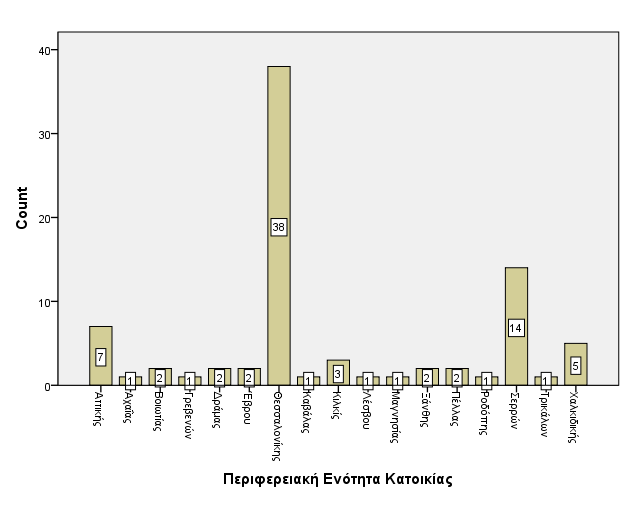 40
30
20
10
0
Count
7
1
2
1
2
2
38
1
3
1
1
2
2
1
14
1
5
Αττικής
Αχαΐας
Βοιωτίας
Γρεβενών
Δράμας
Έβρου
Θεσσαλονίκης
Καβάλας
Κιλκίς
Λέσβου
Μαγνησίας
Ξάνθης
Πέλλας
Ροδόπης
Σερρών
Τρικάλων
Χαλκιδικής
Περιφερειακή Ενότητα Κατοικίας